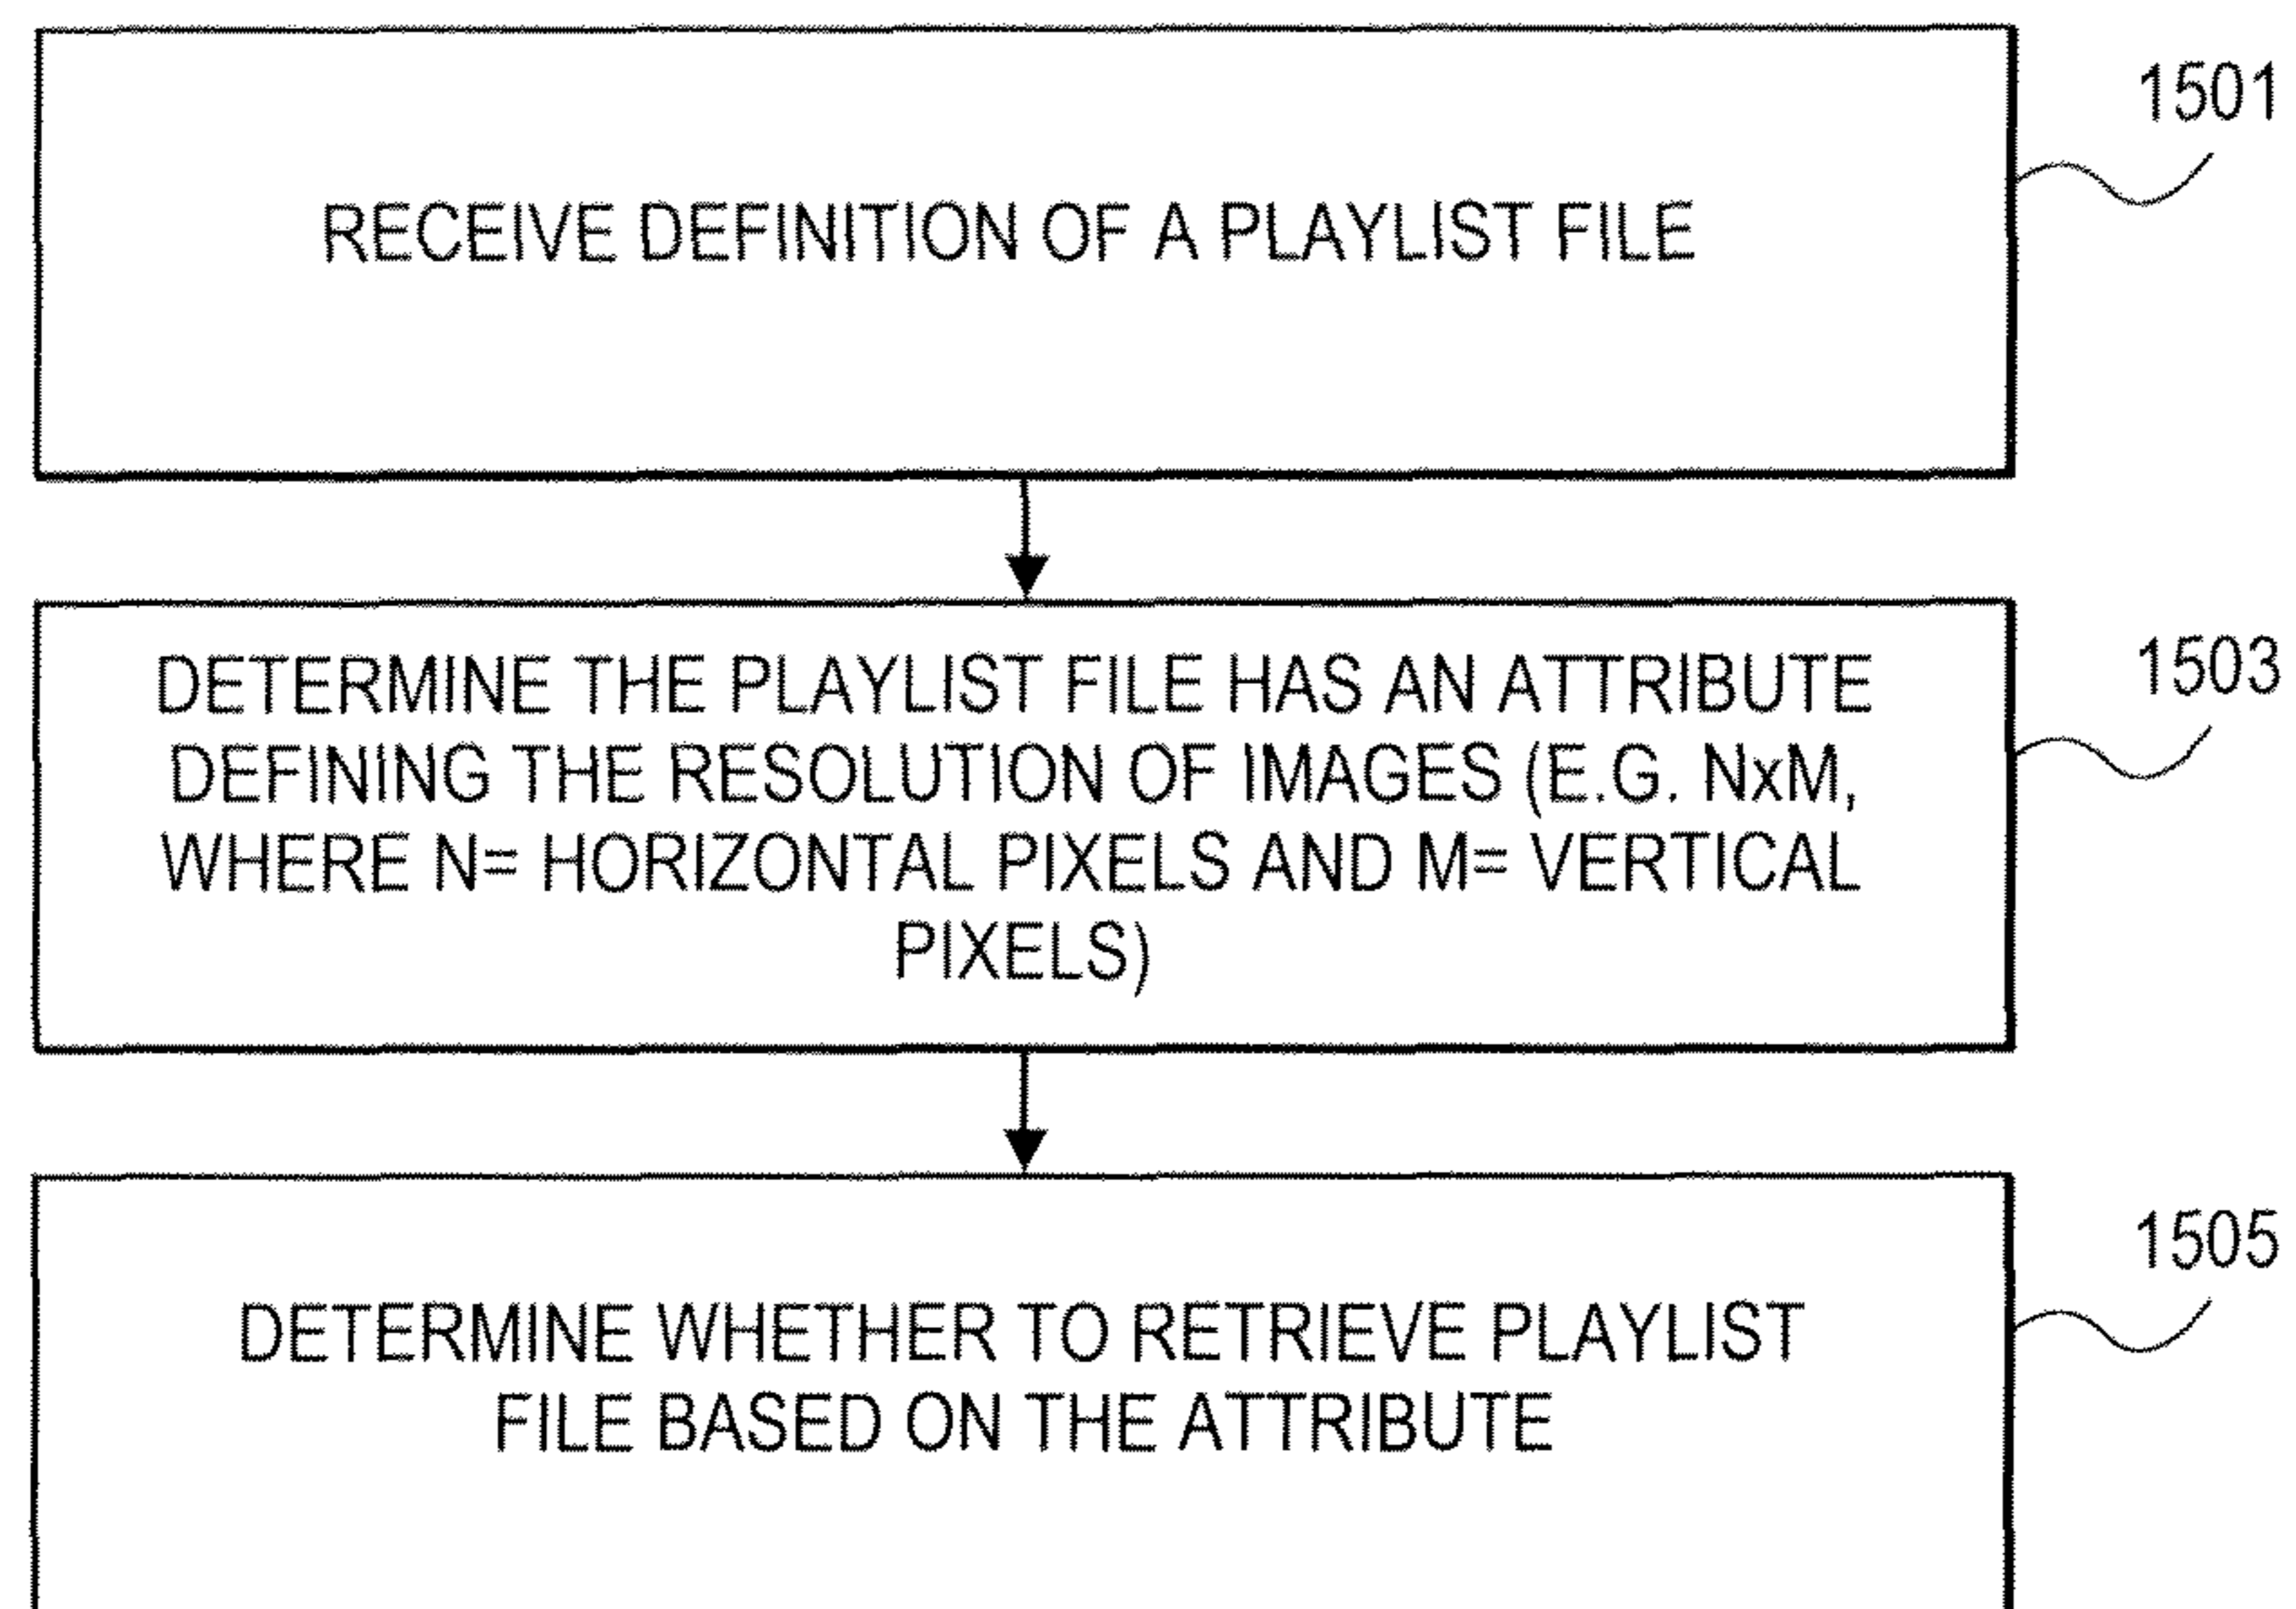 1501
RECEIVE DEFINITION OF A PLAYLIST FILE
1503
DETERMINE THE PLAYLIST FILE HAS AN ATTRIBUTE
DEFINING THE RESOLUTION OF IMAGES (E.G. NxM,
WHERE N= HORIZONTAL PIXELS AND M= VERTICAL
PIXELS)
1505
DETERMINE WHETHER TO RETRIEVE PLAYLIST
FILE BASED ON THE ATTRIBUTE